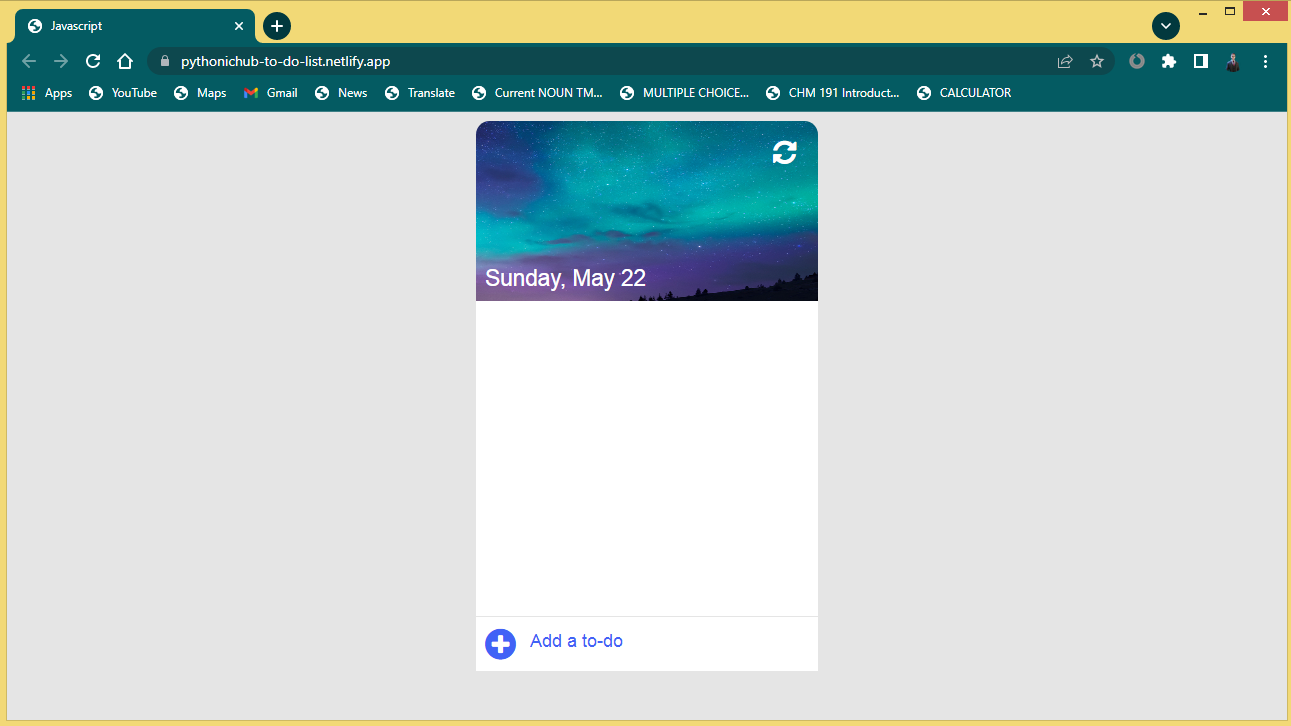 Javascript
pythonichub-to-do-list.netlify.app
Apps YouTube Maps Gmail News Translate Current NOUN TM... MULTIPLE CHOICE... CHM 191 Introduct... CALCULATOR
Sunday, May 22
Add a to-do